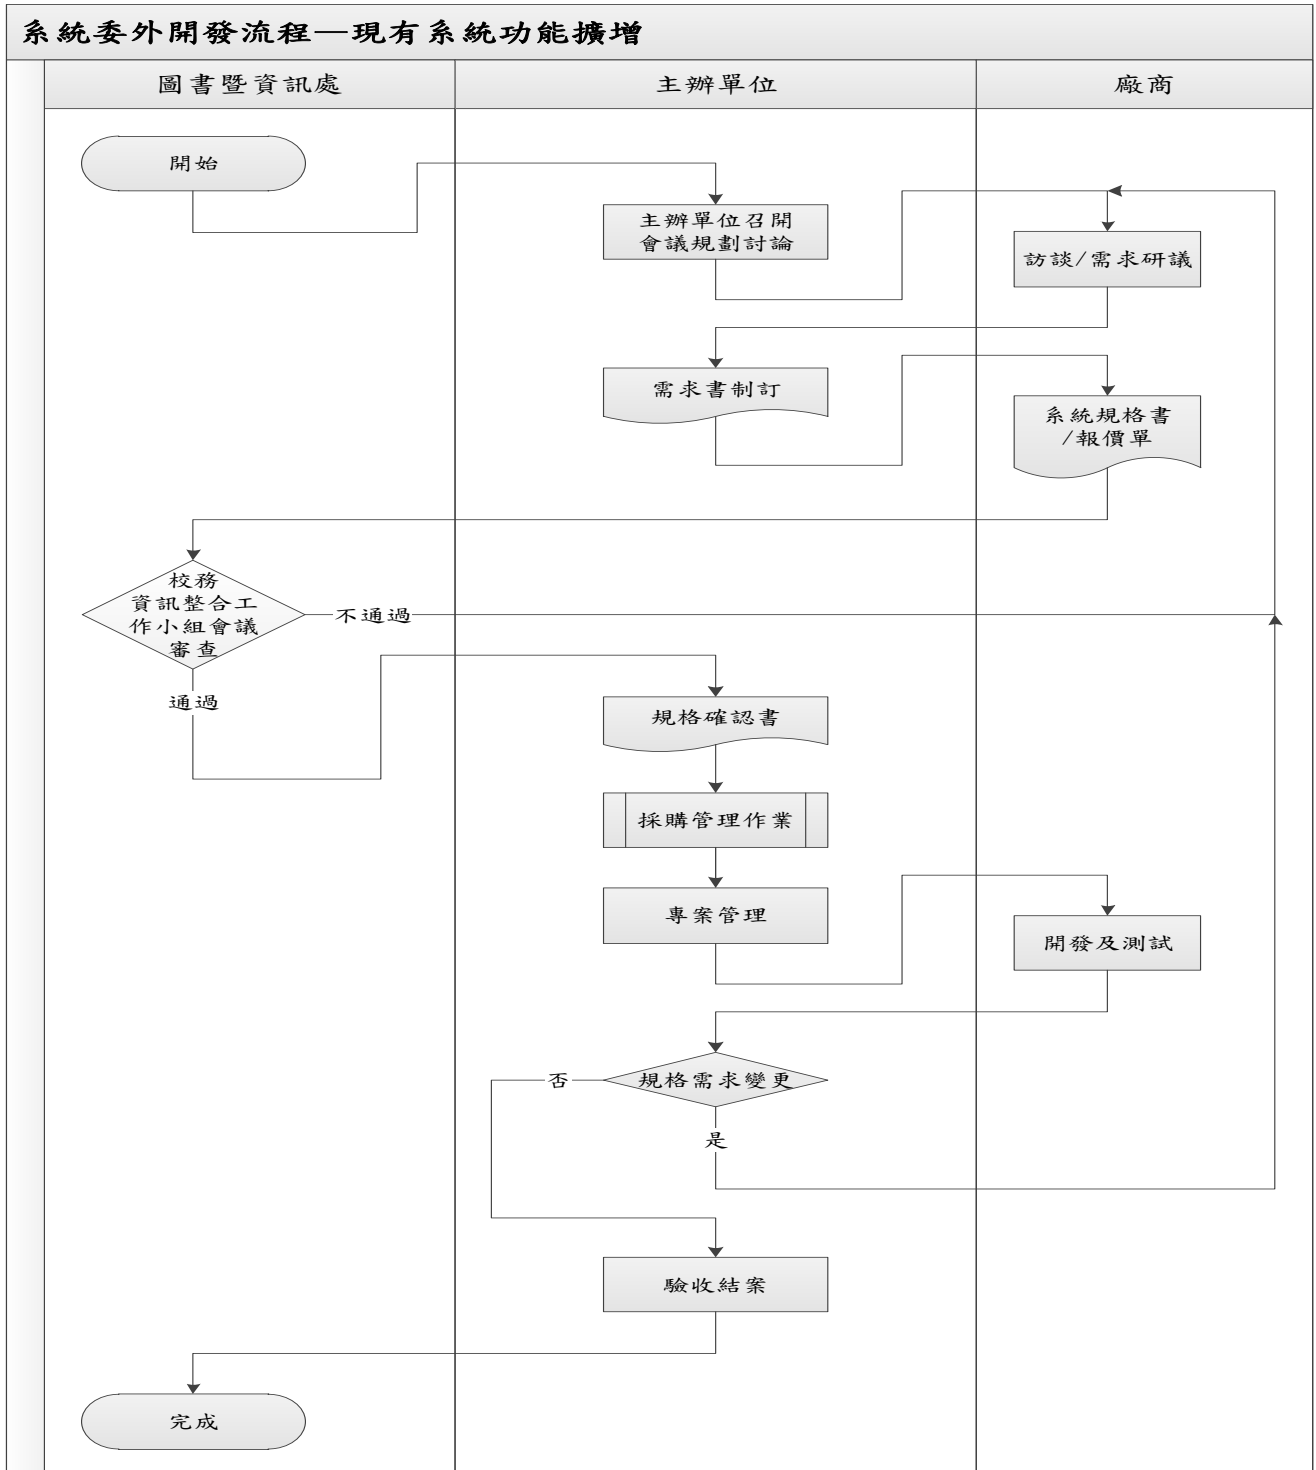 系統委外開發流程—現有系統功能擴增
圖書暨資訊處
主辦單位
廠商
開始
主辦單位召開
會議規劃討論
訪談/需求研議
需求書制訂
系統規格書
/報價單
校務
資訊整合工
作小組會議
審查
不通過
通過
規格確認書
採購管理作業
專案管理
開發及測試
規格需求變更
否
是
驗收結案
完成